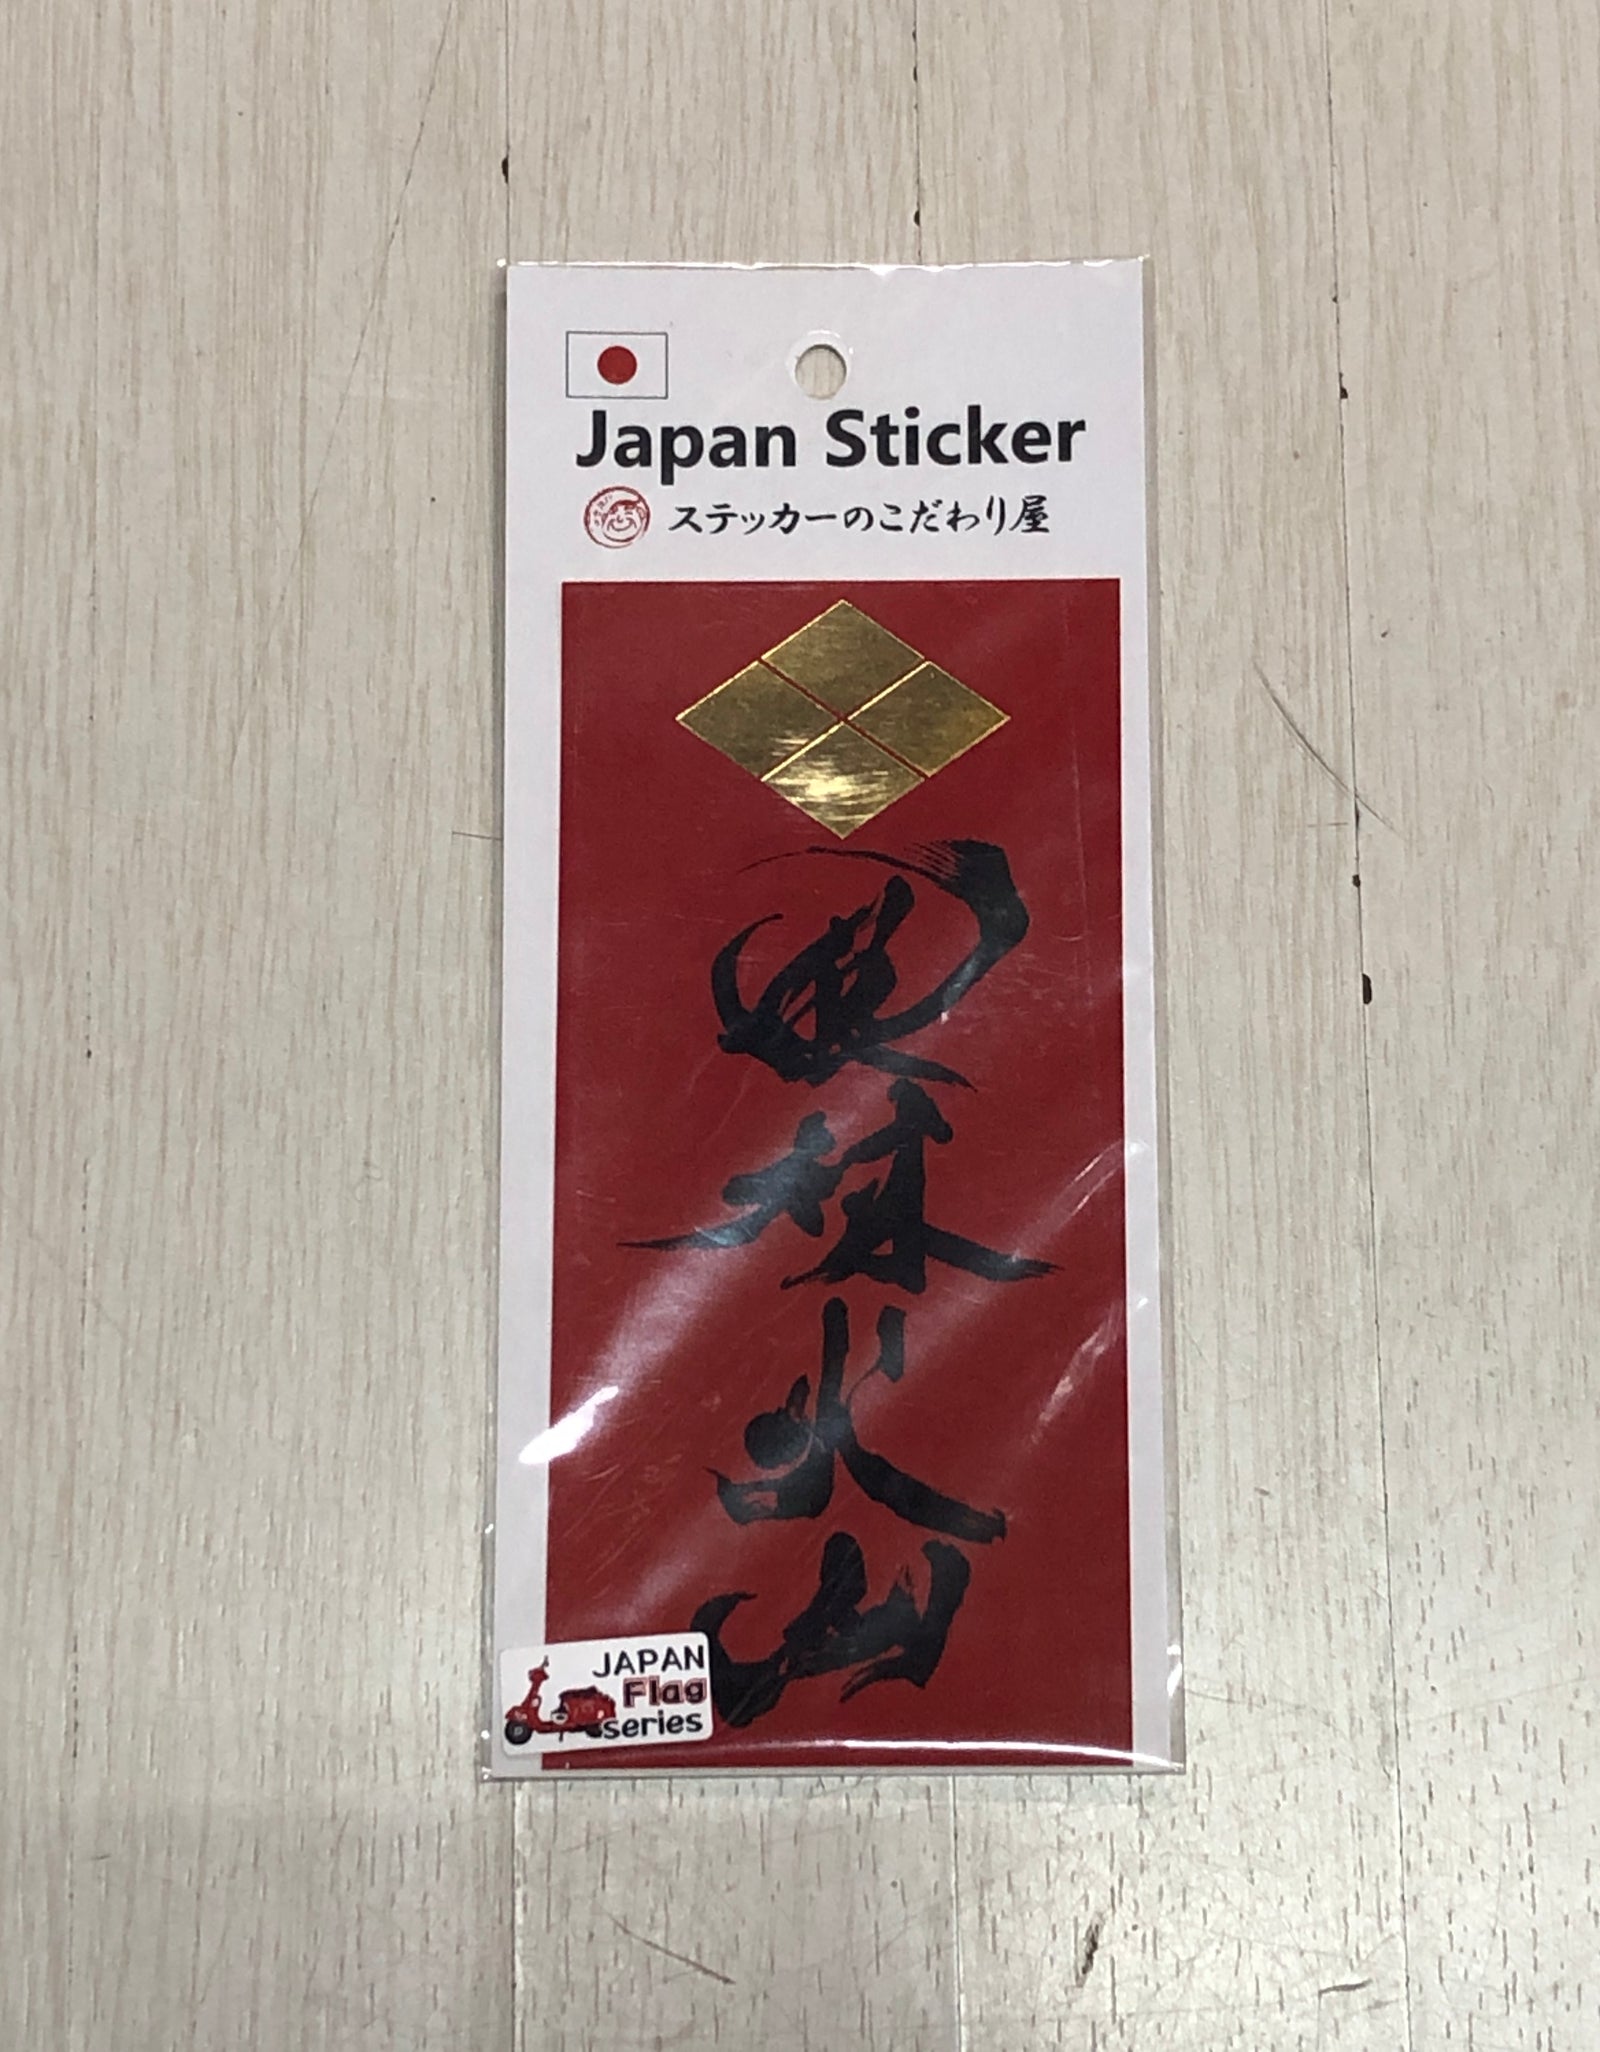 Japan Sticker
ステッカーのこだわり屋
風林火山
JAPAN
Flag
series